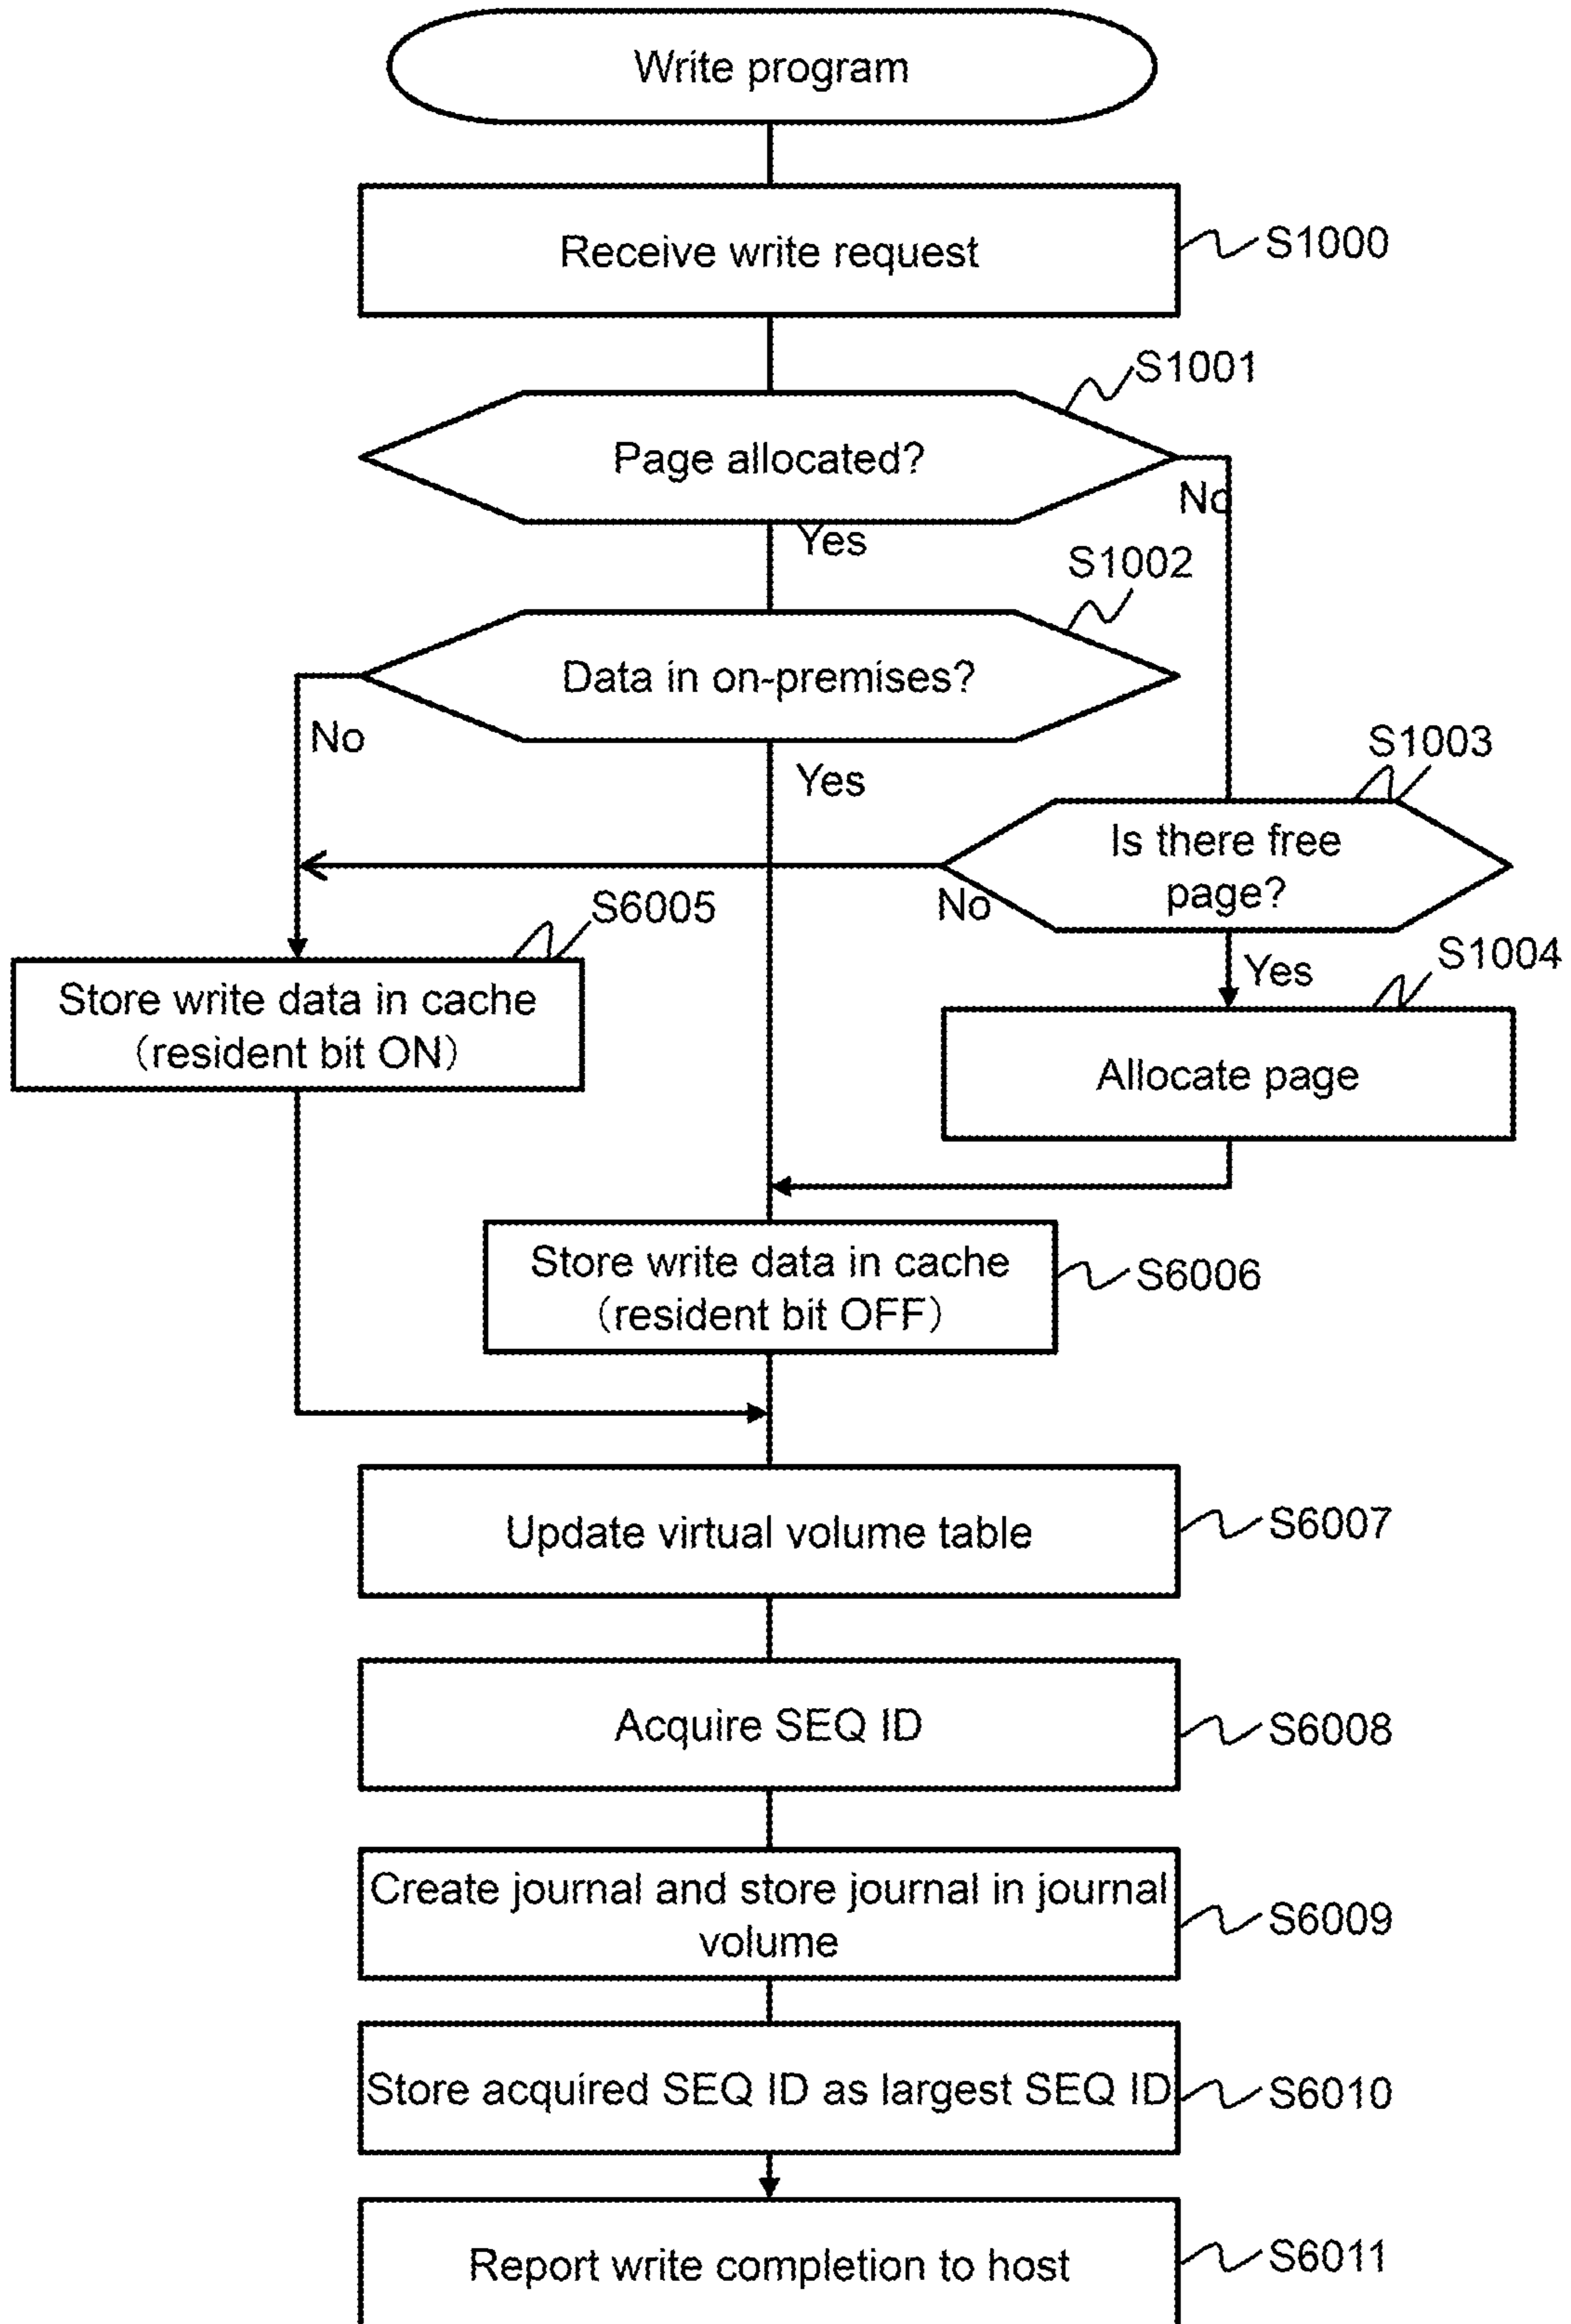 Write program
Receive write request
S1000
S1001
Page allocated?
No
Yes
S1002
Data in on-premises?
No
Yes
S1003
Is there free
page?
No
Yes
S6005
Store write data in cache
（resident bit ON）
S1004
Allocate page
Store write data in cache
（resident bit OFF）
S6006
Update virtual volume table
S6007
Acquire SEQ ID
S6008
Create journal and store journal in journal
volume
S6009
Store acquired SEQ ID as largest SEQ ID
S6010
Report write completion to host
S6011